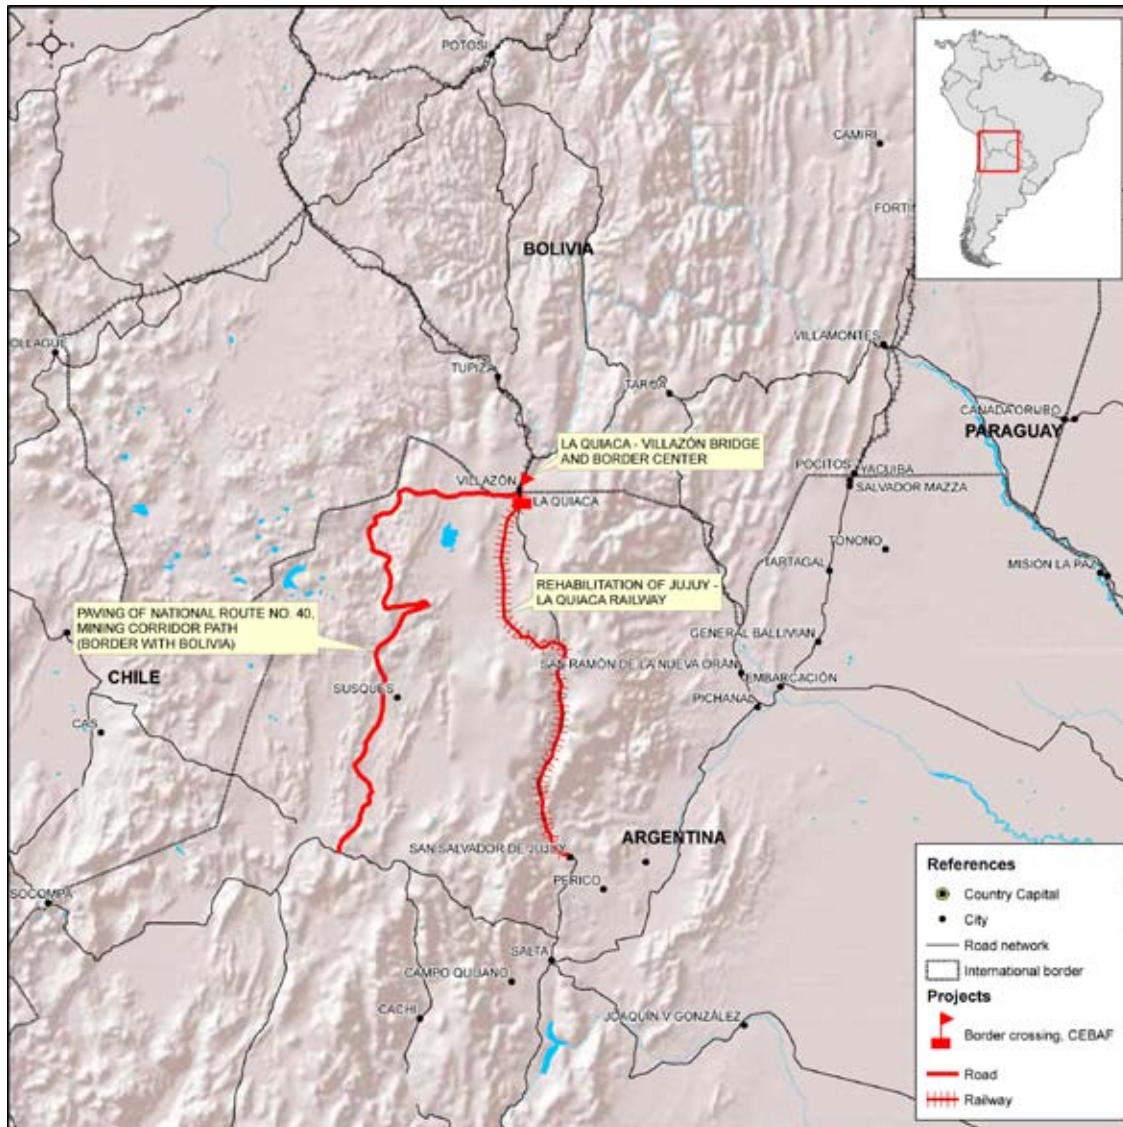 POTOSI
CAMIRI
FORTI
BOLIVIA
OLLAGUE
VILLAMONTES
TUPIZA
TARIJA
CAÑADA ORURO
PARAGUAY
LA QUIACA - VILLAZÓN BRIDGE
AND BORDER CENTER
POCITOS
YACUIBA
SALVADOR MAZZA
VILLAZÓN
LA QUIACA
TONONO
TARTAGAL
MISIÓN LA PAZ
REHABILITATION OF JUJUY -
LA QUIACA RAILWAY
PAVING OF NATIONAL ROUTE NO. 40,
MINING CORRIDOR PATH
(BORDER WITH BOLIVIA)
GENERAL BALLIVIAN
SAN RAMÓN DE LA NUEVA ORÁN
EMBARCACIÓN
CHILE
SUSQUES
PICHANAL
CAS
ARGENTINA
SAN SALVADOR DE JUJUY
PERICO
SOCOMPA
SALTA
CAMPO QUIJANO
CACHI
JOAQUÍN V GONZÁLEZ
References
Country Capital
City
Road network
International border
Projects
Border crossing, CEBAF
Road
Railway